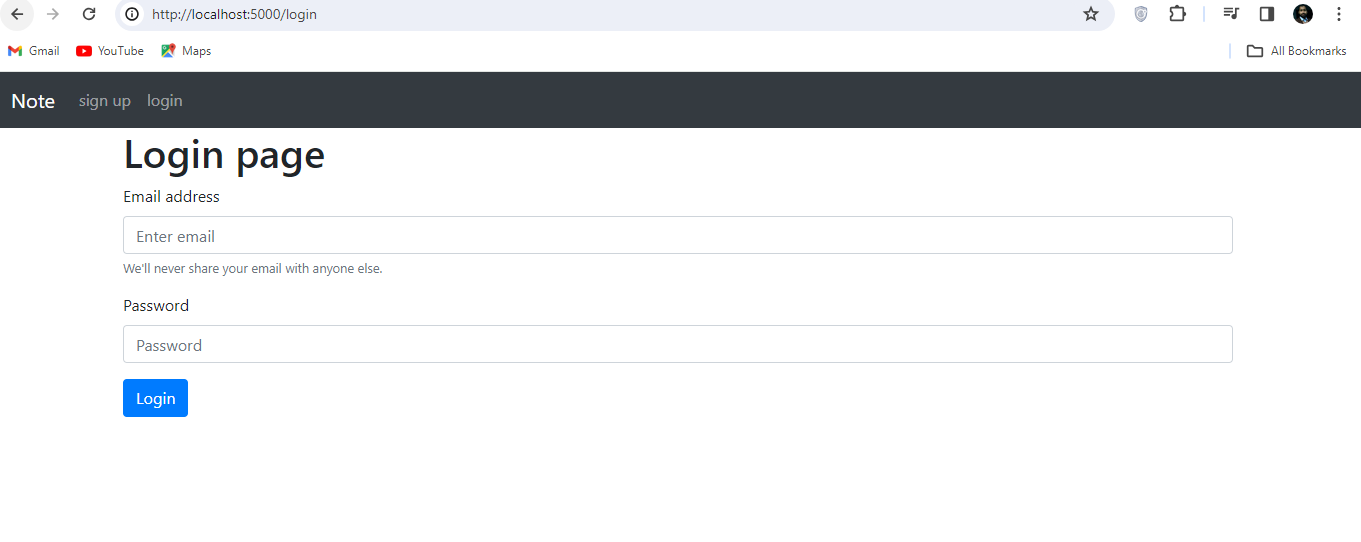 http://localhost:5000/login
Gmail YouTube Maps All Bookmarks
Note sign up login
Login page
Email address
Enter email
We'll never share your email with anyone else.
Password
Password
Login